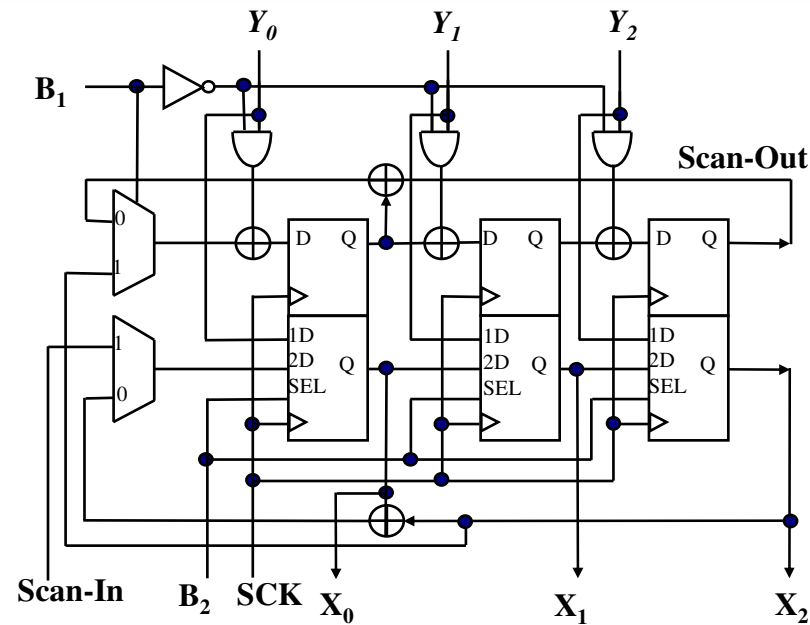 Y0 Y1 Y2
B1
Scan-Out
0
1
D Q D Q D Q
1
0
1D 1D 1D
2D Q 2D Q 2D Q
SEL SEL SEL
Scan-In B2 SCK X0 X1 X2